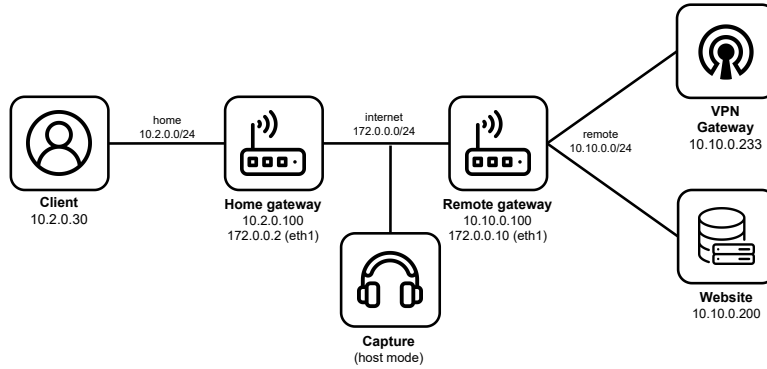 home
10.2.0.0/24
internet
172.0.0.0/24
remote
10.10.0.0/24
VPN
Gateway
10.10.0.233
Client
10.2.0.30
Home gateway
10.2.0.100
172.0.0.2 (eth1)
Remote gateway
10.10.0.100
172.0.0.10 (eth1)
Website
10.10.0.200
Capture
(host mode)